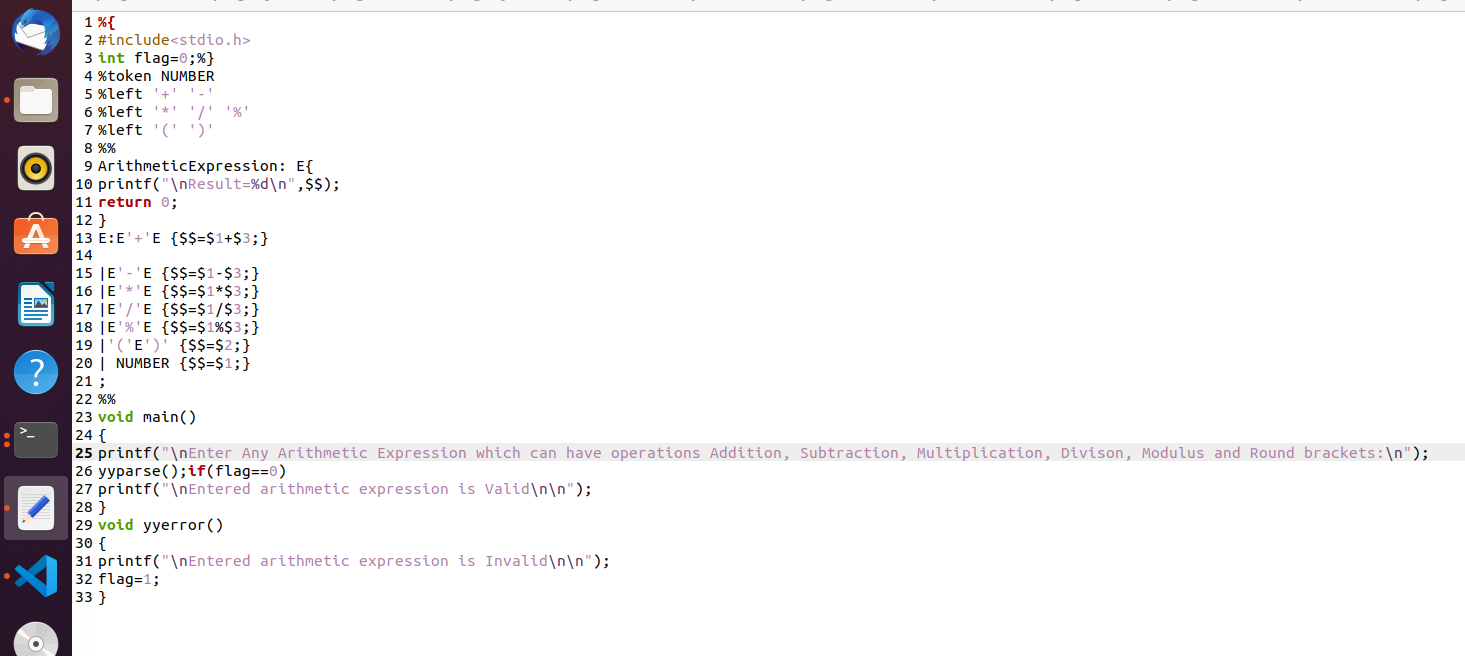 1 %{
2 #include<stdio.h>
3 int flag=0;%}
4 %token NUMBER
5 %left '+' '-'
6 %left '*' '/' '%'
7 %left '(' ')'
8 %%
9 ArithmeticExpression: E{
10 printf("\nResult=%d\n",$$);
11 return 0;
12 }
13 E:E'+'E {$$=$1+$3;}
14
15 |E'-'E {$$=$1-$3;}
16 |E'*'E {$$=$1*$3;}
17 |E'/'E {$$=$1/$3;}
18 |E'%'E {$$=$1%$3;}
19 |'('E')' {$$=$2;}
20 | NUMBER {$$=$1;}
21 ;
22 %%
23 void main()
24 {
25 printf("\nEnter Any Arithmetic Expression which can have operations Addition, Subtraction, Multiplication, Divison, Modulus and Round brackets:\n");
26 yyparse();if(flag==0)
27 printf("\nEntered arithmetic expression is Valid\n\n");
28 }
29 void yyerror()
30 {
31 printf("\nEntered arithmetic expression is Invalid\n\n");
32 flag=1;
33 }